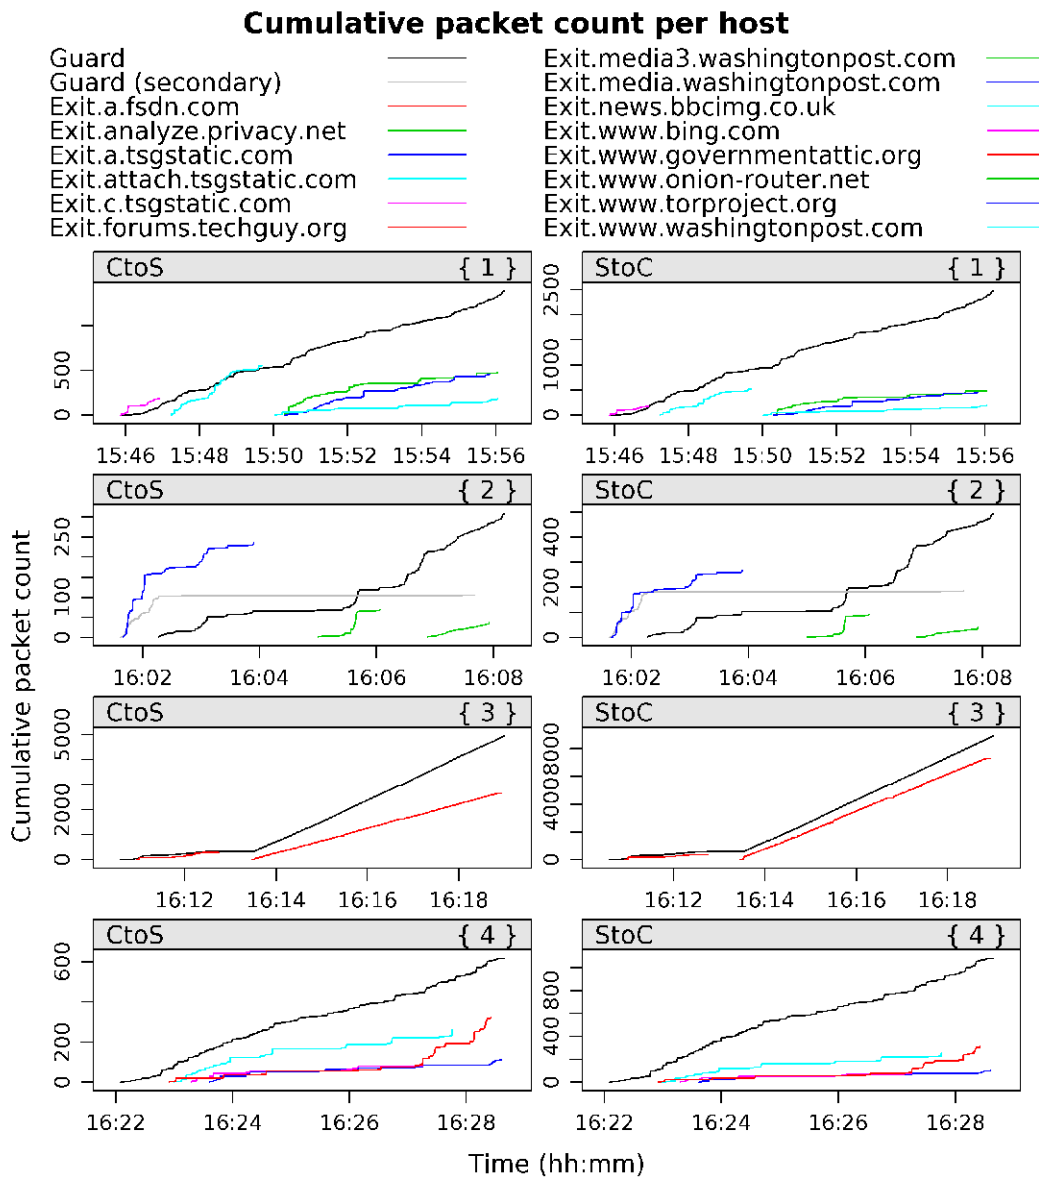 Cumulative packet count per host
Guard
Guard (secondary)
Exit.a.fsdn.com
Exit.analyze.privacy.net
Exit.a.tsgstatic.com
Exit.attach.tsgstatic.com
Exit.c.tsgstatic.com
Exit.forums.techguy.org
Exit.media3.washingtonpost.com
Exit.media.washingtonpost.com
Exit.news.bbcimg.co.uk
Exit.www.bing.com
Exit.www.governmentattic.org
Exit.www.onion-router.net
Exit.www.torproject.org
Exit.www.washingtonpost.com
Cumulative packet count
CtoS { 1 }
500
0
15:46 15:48 15:50 15:52 15:54 15:56
StoC { 1 }
2500
1000
0
15:46 15:48 15:50 15:52 15:54 15:56
CtoS { 2 }
250
100
0
16:02 16:04 16:06 16:08
StoC { 2 }
400
200
0
16:02 16:04 16:06 16:08
CtoS { 3 }
5000
2000
0
16:12 16:14 16:16 16:18
StoC { 3 }
8000
4000
0
16:12 16:14 16:16 16:18
CtoS { 4 }
600
200
0
16:22 16:24 16:26 16:28
StoC { 4 }
800
400
0
16:22 16:24 16:26 16:28
Time (hh:mm)